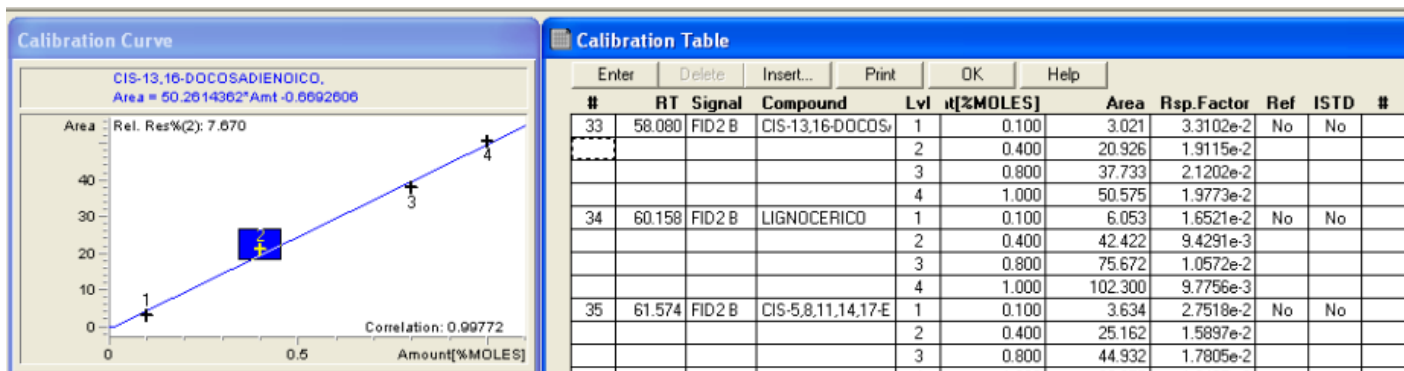 Calibration Curve
CIS-13,16-DOCOSADIENOICO,
Area = 50.2614362*Amt -0.6692606
Area Rel. Res%(2): 7.670
4
40
3
30
2
20
10
1
0
Correlation: 0.99772
0 0.5 Amount[%MOLES]
Calibration Table
Enter Delete Insert... Print OK Help
# RT Signal Compound Lvl nt[%MOLES] Area Rsp.Factor Ref ISTD #
33 58.080 FID2 B CIS-13,16-DOCOS 1 0.100 3.021 3.3102e-2 No No
2 0.400 20.926 1.9115e-2
3 0.800 37.733 2.1202e-2
4 1.000 50.575 1.9773e-2
34 60.158 FID2 B LIGNOCERICO 1 0.100 6.053 1.6521e-2 No No
2 0.400 42.422 9.4291e-3
3 0.800 75.672 1.0572e-2
4 1.000 102.300 9.7756e-3
35 61.574 FID2 B CIS-5,8,11,14,17-E 1 0.100 3.634 2.7518e-2 No No
2 0.400 25.162 1.5897e-2
3 0.800 44.932 1.7805e-2